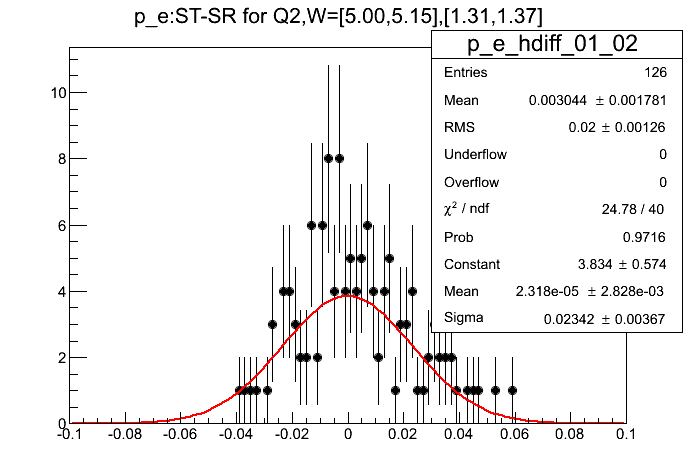 p_e:ST-SR for Q2,W=[5.00,5.15],[1.31,1.37]
p_e_hdiff_01_02
Entries 126
Mean 0.003044 ± 0.001781
RMS 0.02 ± 0.00126
Underflow 0
Overflow 0
χ² / ndf 24.78 / 40
Prob 0.9716
Constant 3.834 ± 0.574
Mean 2.318e-05 ± 2.828e-03
Sigma 0.02342 ± 0.00367
10
8
6
4
2
0
-0.1 -0.08 -0.06 -0.04 -0.02 0 0.02 0.04 0.06 0.08 0.1